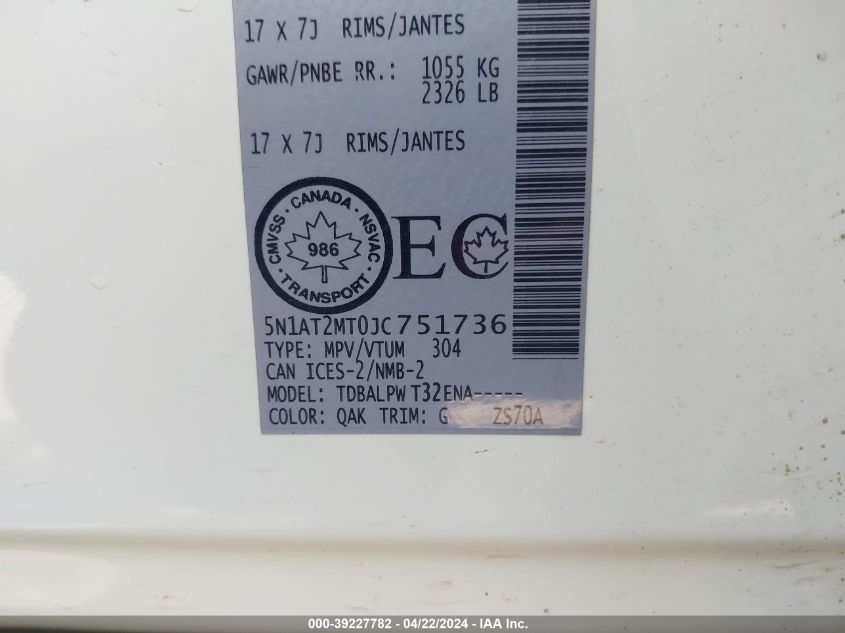 17 X 7J RIMS/JANTES
GAWR/PNBE RR.: 1055 KG
2326 LB
17 X 7J RIMS/JANTES
CMVSS · CANADA · NSVAC · TRANSPORT ·
986
EC
5N1AT2MT0JC751736
TYPE: MPV/VTUM 304
CAN ICES-2/NMB-2
MODEL: TDBALPW T32ENA-----
COLOR: QAK TRIM: G ZS70A
000-39227782 - 04/22/2024 - IAA Inc.